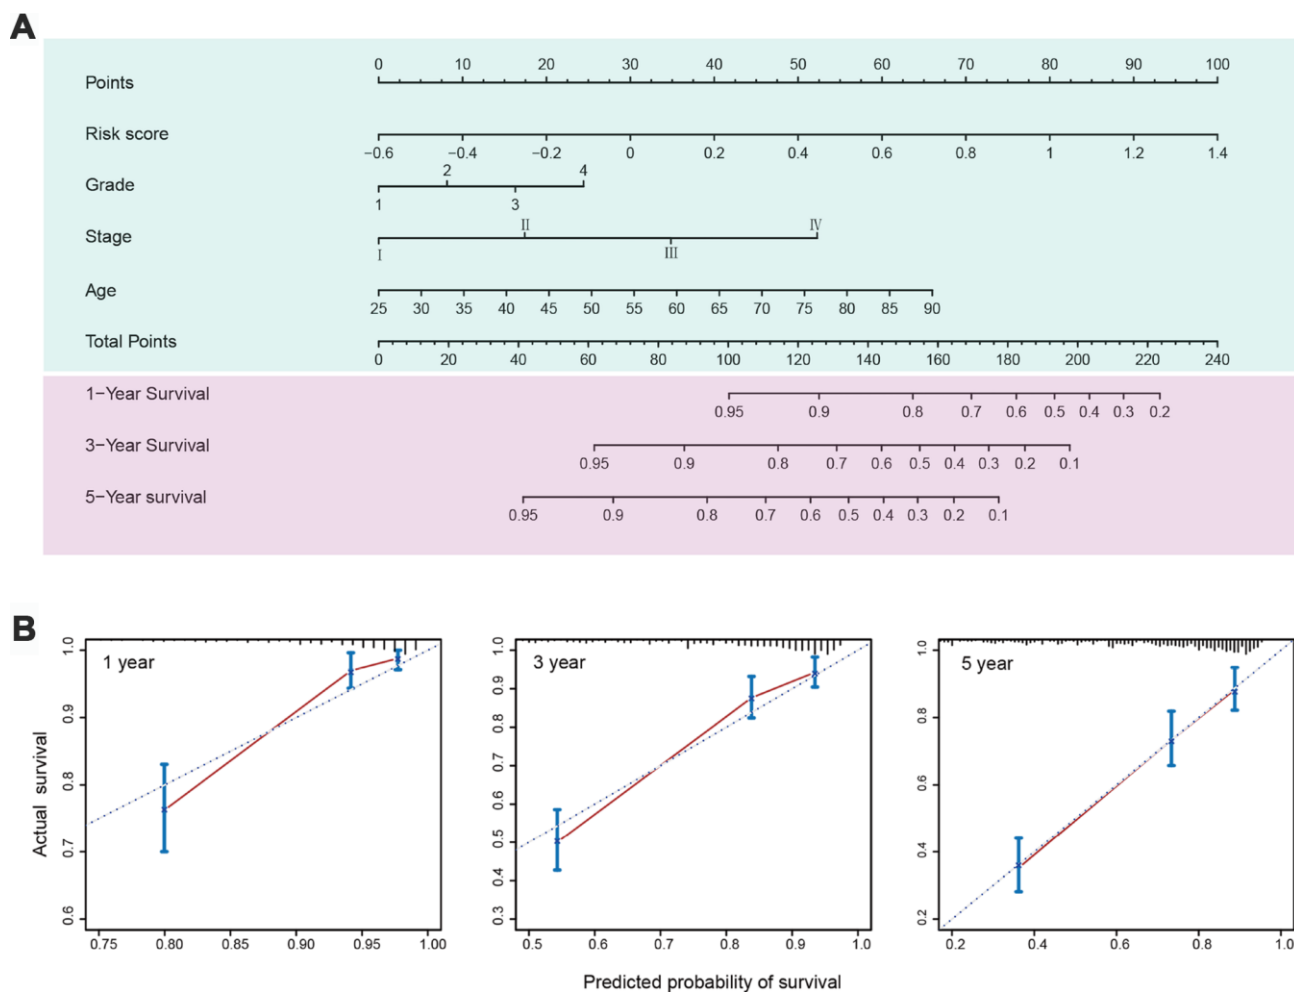 A
Points 0 10 20 30 40 50 60 70 80 90 100
Risk score
−0.6 −0.4 −0.2 0 0.2 0.4 0.6 0.8 1 1.2 1.4
2 4
Grade
1 3
II IV
Stage
I III
Age
25 30 35 40 45 50 55 60 65 70 75 80 85 90
Total Points
0 20 40 60 80 100 120 140 160 180 200 220 240
1−Year Survival
0.95 0.9 0.8 0.7 0.6 0.5 0.4 0.3 0.2
3−Year Survival
0.95 0.9 0.8 0.7 0.6 0.5 0.4 0.3 0.2 0.1
5−Year survival
0.95 0.9 0.8 0.7 0.6 0.5 0.4 0.3 0.2 0.1
B
Actual survival
1 year
1.0
0.9
0.8
0.7
0.6
0.75 0.80 0.85 0.90 0.95 1.00
3 year
1.0
0.9
0.8
0.7
0.6
0.5
0.4
0.3
0.5 0.6 0.7 0.8 0.9 1.0
5 year
1.0
0.8
0.6
0.4
0.2
0.2 0.4 0.6 0.8 1.0
Predicted probability of survival